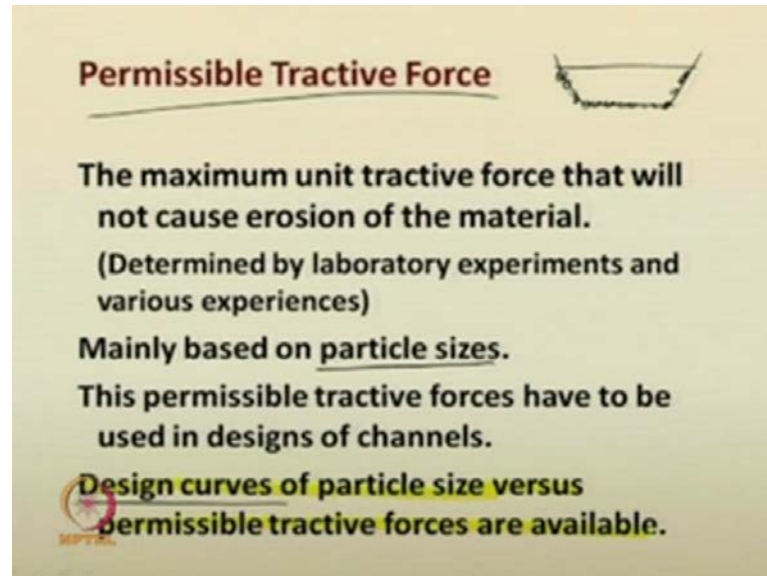 Permissible Tractive Force
The maximum unit tractive force that will
not cause erosion of the material.
(Determined by laboratory experiments and
various experiences)
Mainly based on particle sizes.
This permissible tractive forces have to be
used in designs of channels.
Design curves of particle size versus
permissible tractive forces are available.
NPTEL